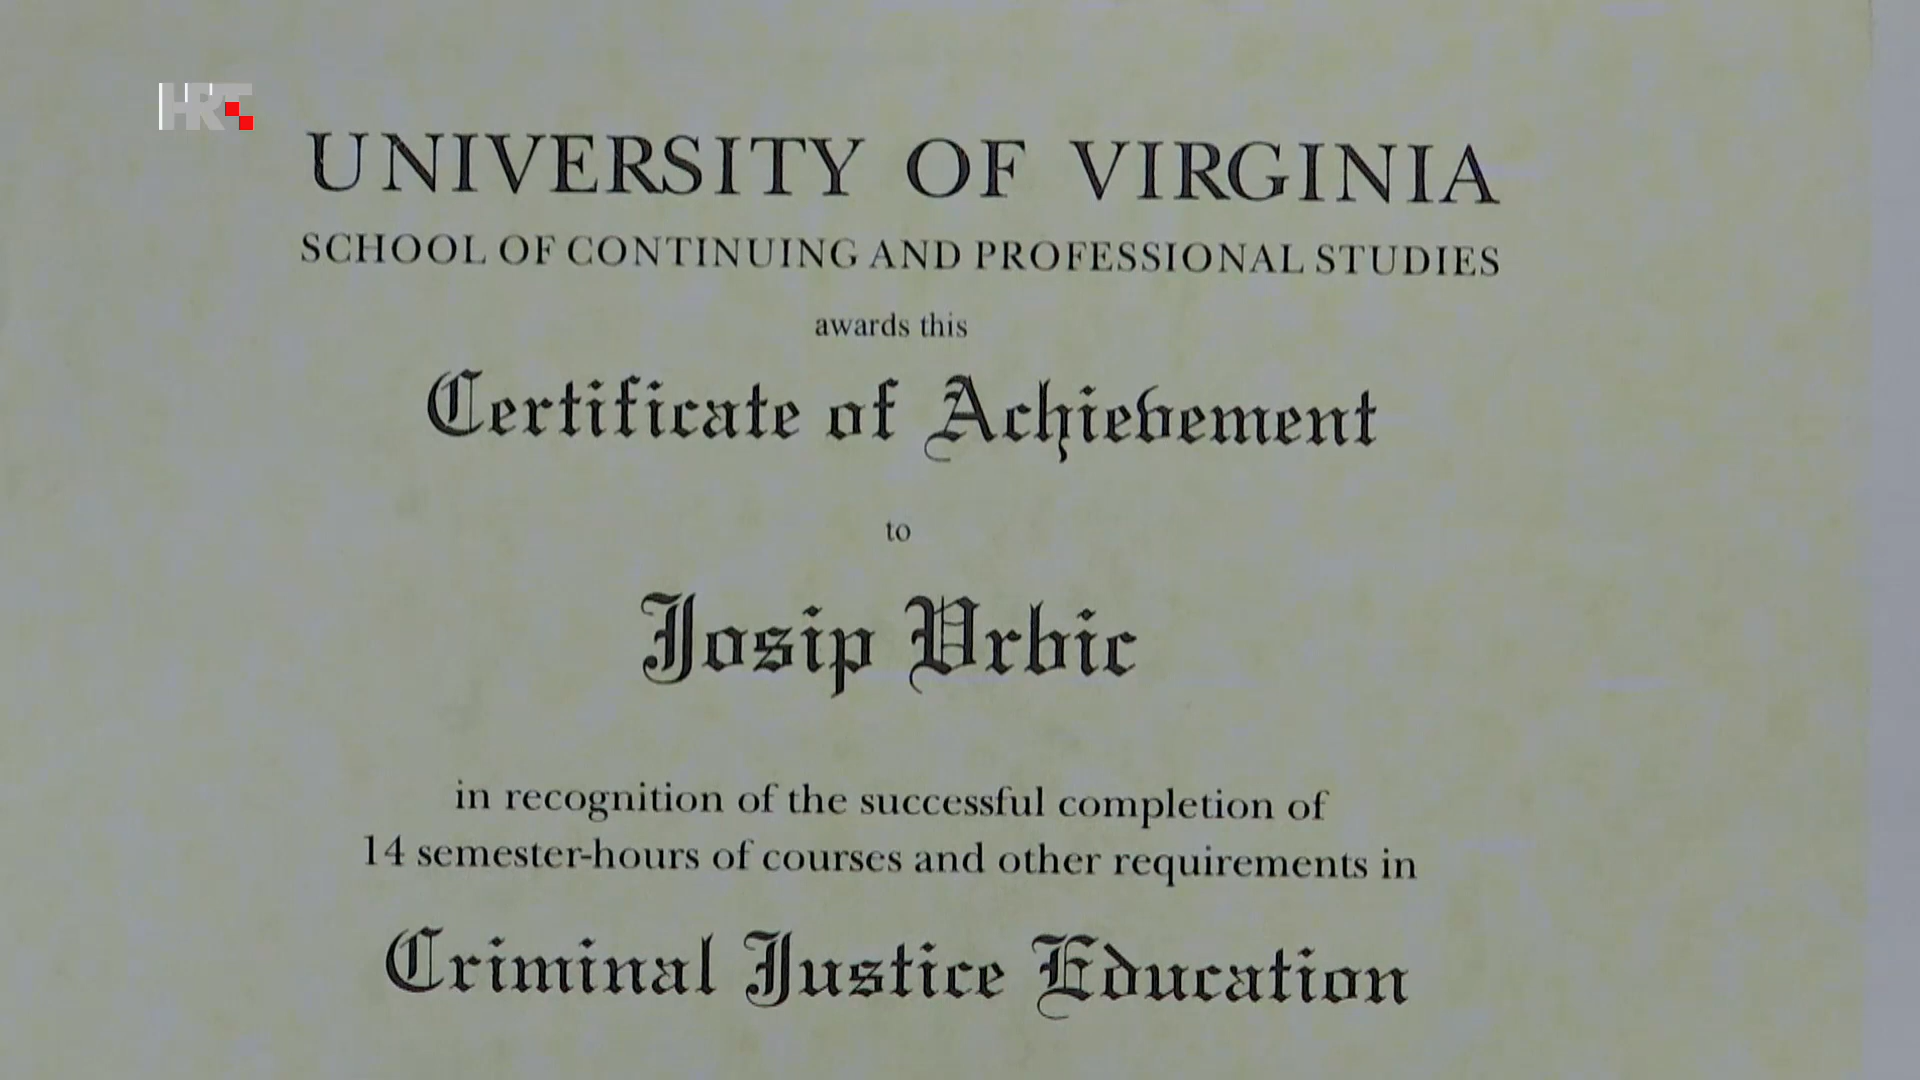 HRT
UNIVERSITY OF VIRGINIA
SCHOOL OF CONTINUING AND PROFESSIONAL STUDIES
awards this
Certificate of Achievement
to
Josip Vrbic
in recognition of the successful completion of
14 semester-hours of courses and other requirements in
Criminal Justice Education